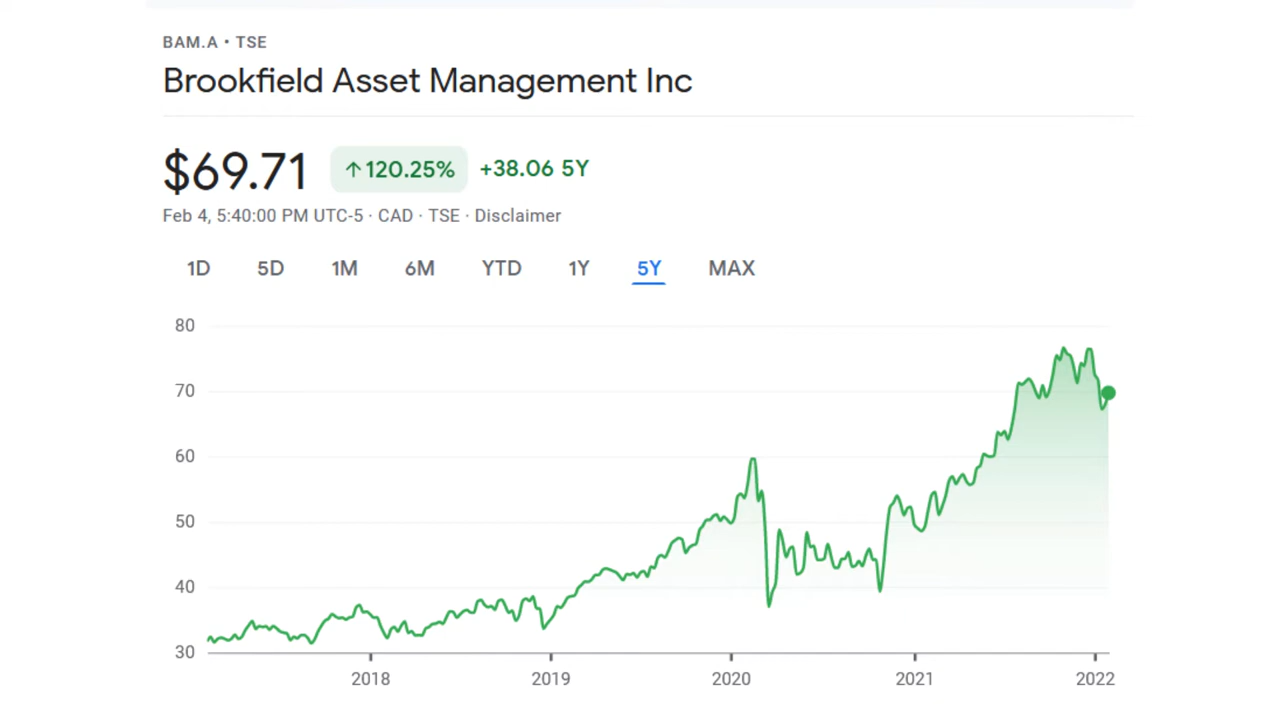 BAM.A • TSE
Brookfield Asset Management Inc
$69.71 ↑120.25% +38.06 5Y
Feb 4, 5:40:00 PM UTC-5 · CAD · TSE · Disclaimer
1D 5D 1M 6M YTD 1Y 5Y MAX
80
70
60
50
40
30
2018 2019 2020 2021 2022